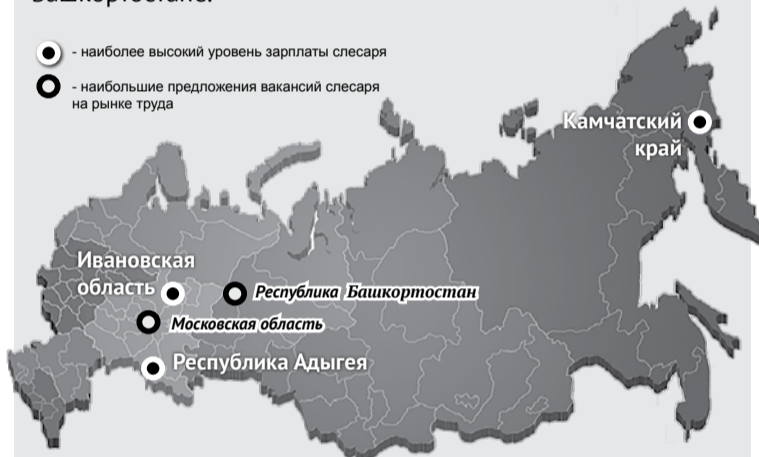 Башкортостане.
- наиболее высокий уровень зарплаты слесаря
- наибольшие предложения вакансий слесаря
на рынке труда
Камчатский
край
Ивановская
область
Республика Башкортостан
Московская область
Республика Адыгея